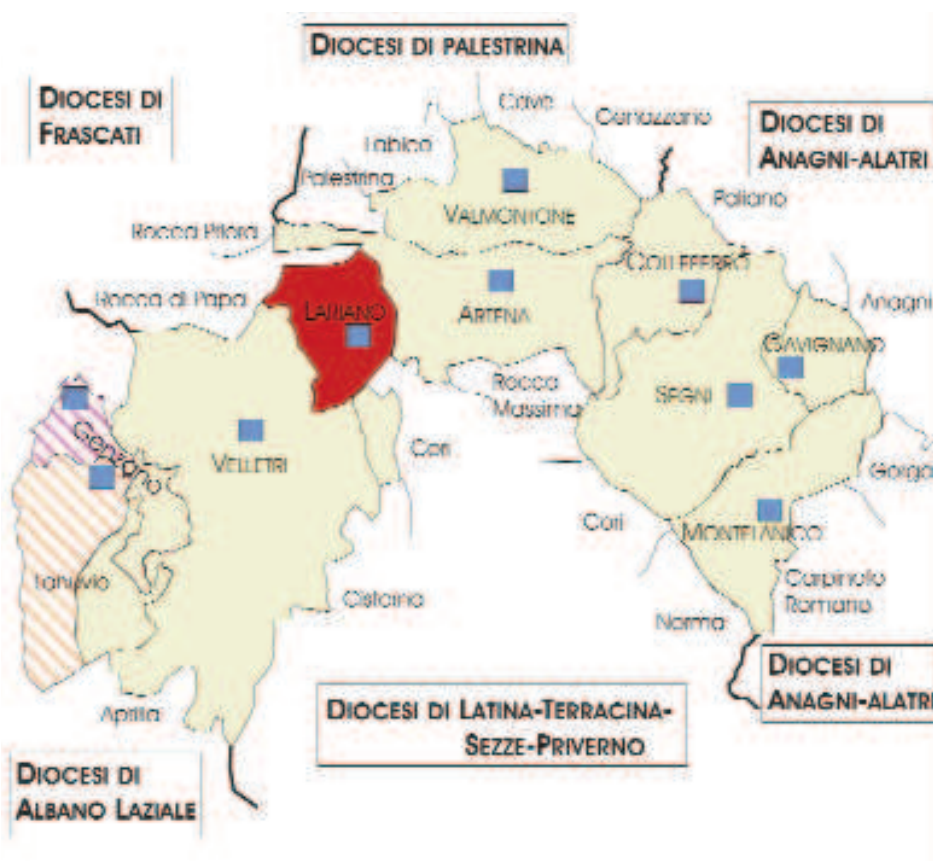 DIOCESI DI PALESTRINA
DIOCESI DI
FRASCATI
Cave
Genazzano
DIOCESI DI
ANAGNI-ALATRI
Labico
Palestrina
Paliano
VALMONTONE
Rocca Priora
COLLEFERRO
Rocca di Papa
LARIANO
ARTENA
Anagni
GAVIGNANO
Rocca
Massima
SEGNI
Genzano
VELLETRI
Cori
Gorga
Cori
MONTELANICO
Lanuvio
Cisterna
Carpineto
Romano
Norma
DIOCESI DI
ANAGNI-ALATRI
DIOCESI DI LATINA-TERRACINA-
SEZZE-PRIVERNO
Aprilia
DIOCESI DI
ALBANO LAZIALE